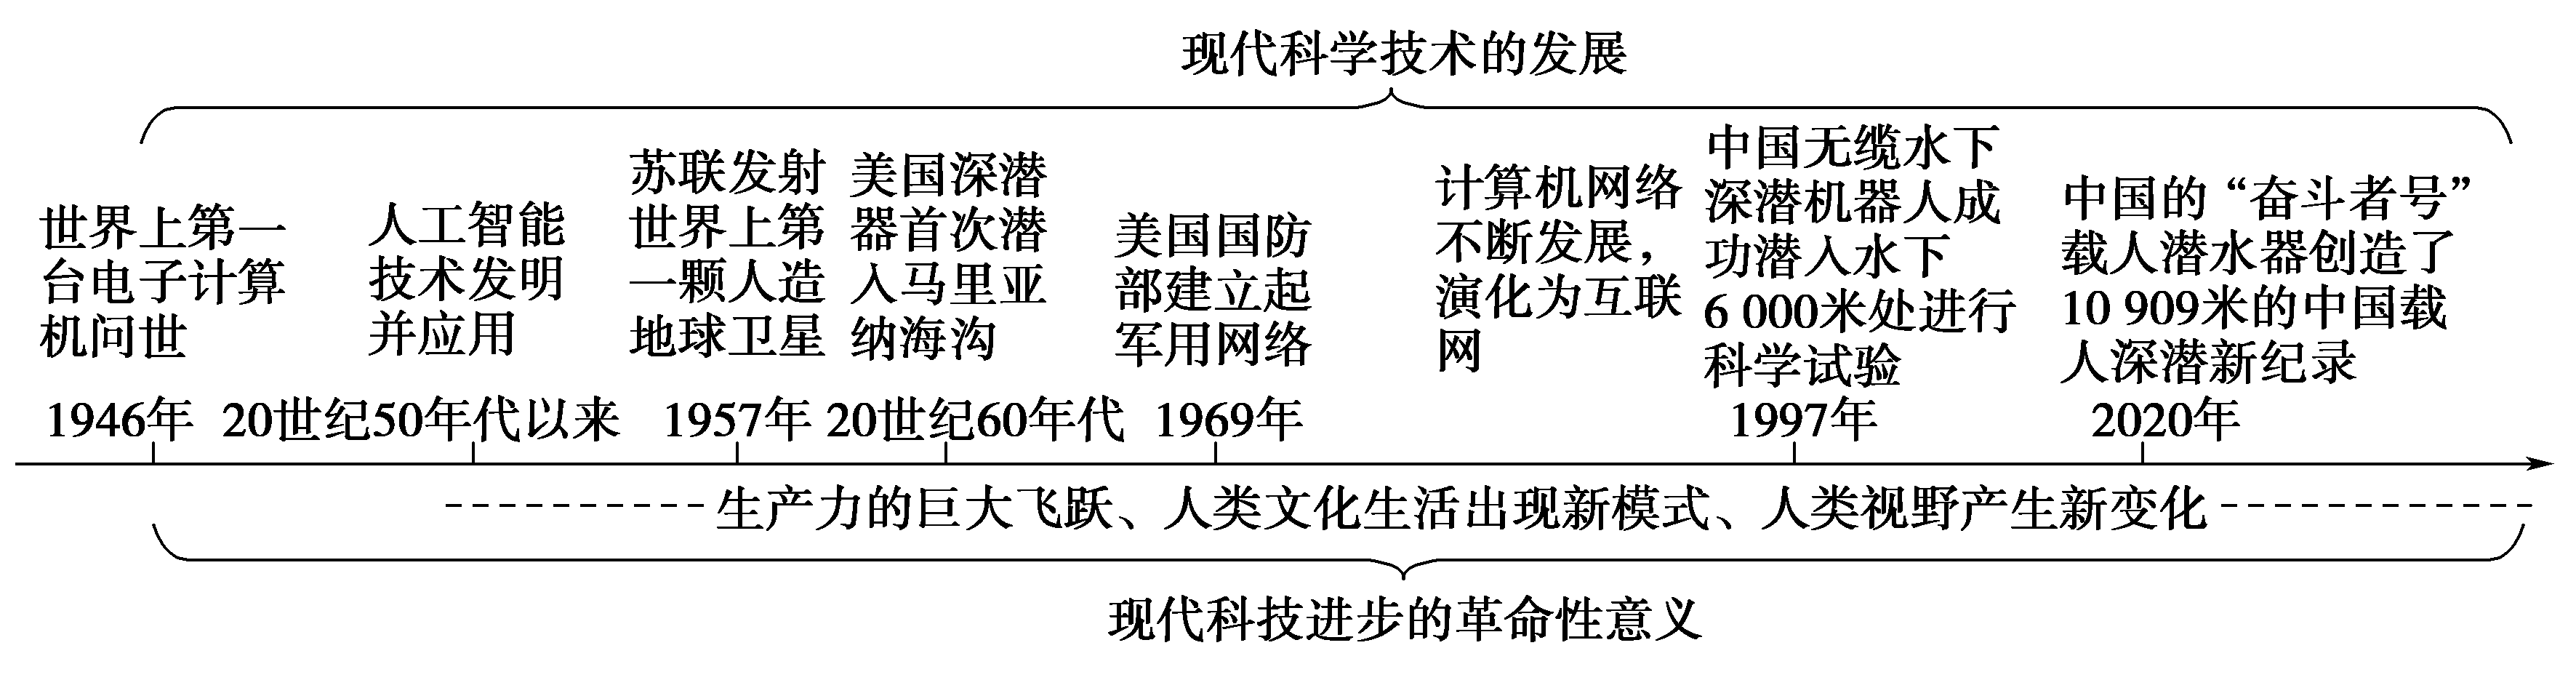 现代科学技术的发展
世界上第一
台电子计算
机问世
人工智能
技术发明
并应用
苏联发射
世界上第
一颗人造
地球卫星
美国深潜
器首次潜
入马里亚
纳海沟
美国国防
部建立起
军用网络
计算机网络
不断发展，
演化为互联
网
中国无缆水下
深潜机器人成
功潜入水下
6 000米处进行
科学试验
中国的“奋斗者号”
载人潜水器创造了
10 909米的中国载
人深潜新纪录
1946年 20世纪50年代以来 1957年 20世纪60年代 1969年 1997年 2020年
生产力的巨大飞跃、人类文化生活出现新模式、人类视野产生新变化
现代科技进步的革命性意义